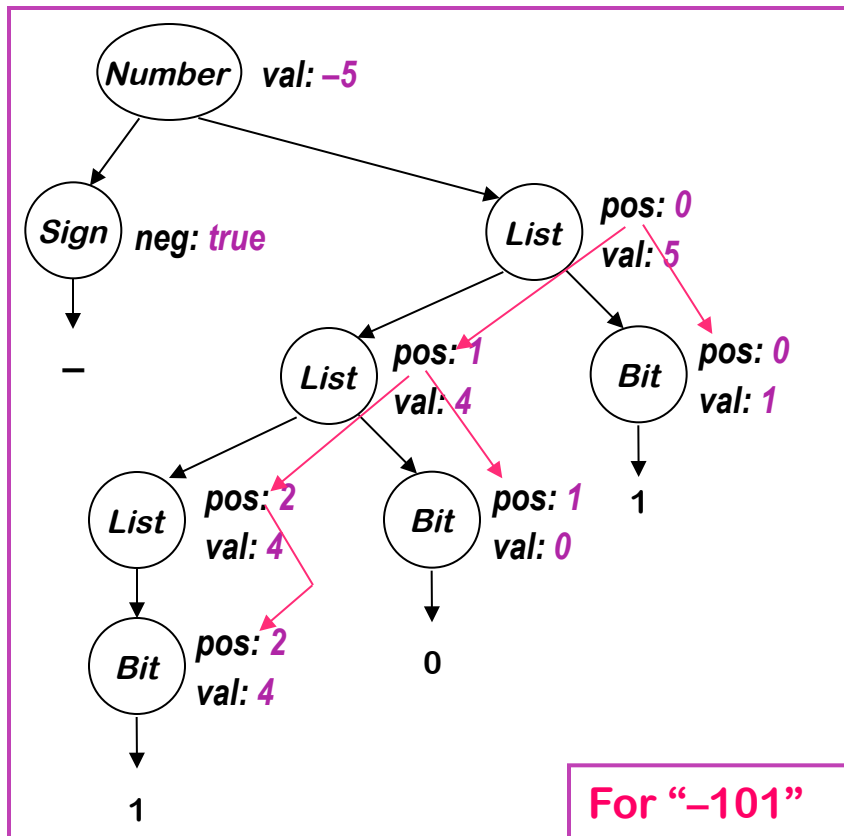 Number val: –5
Sign neg: true
List pos: 0
val: 5
–
List pos: 1
val: 4
Bit pos: 0
val: 1
List pos: 2
val: 4
Bit pos: 1
val: 0
1
Bit pos: 2
val: 4
0
1
For “–101”